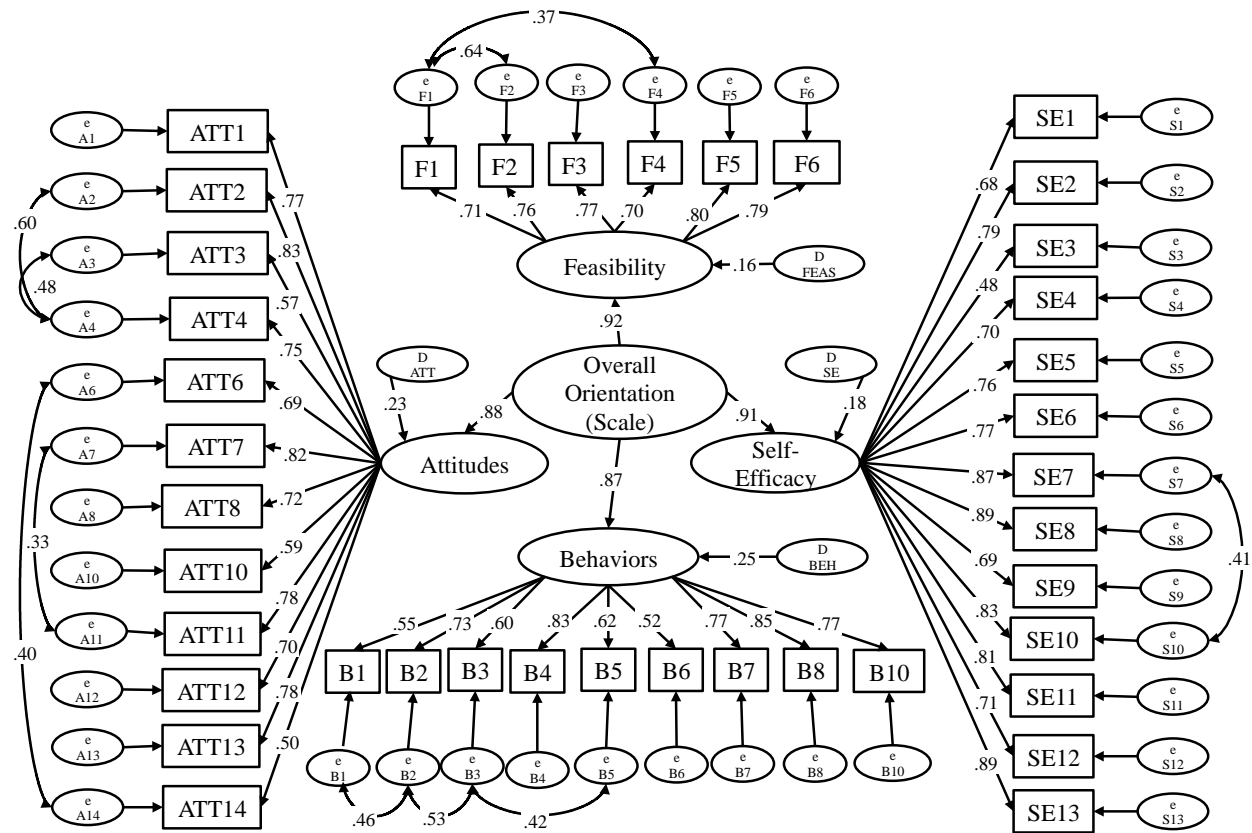 .37
.64
e
F1
e
F2
e
F3
e
F4
e
F5
e
F6
F1
F2
F3
F4
F5
F6
.71
.76
.77
.70
.80
.79
Feasibility
.16
D
FEAS
.92
e
A1
ATT1
e
A2
ATT2
e
A3
ATT3
e
A4
ATT4
e
A6
ATT6
e
A7
ATT7
e
A8
ATT8
e
A10
ATT10
e
A11
ATT11
e
A12
ATT12
e
A13
ATT13
e
A14
ATT14
.60
.48
.33
.40
.77
.83
.57
.75
.69
.82
.72
.59
.78
.70
.78
.50
D
ATT
.23
.88
Attitudes
Overall
Orientation
(Scale)
D
SE
.18
.91
Self-
Efficacy
.87
Behaviors
.25
D
BEH
.55
.73
.60
.83
.62
.52
.77
.85
.77
B1
B2
B3
B4
B5
B6
B7
B8
B10
e
B1
e
B2
e
B3
e
B4
e
B5
e
B6
e
B7
e
B8
e
B10
.46
.53
.42
.68
.79
.48
.70
.76
.77
.87
.89
.69
.83
.81
.71
.89
SE1
e
S1
SE2
e
S2
SE3
e
S3
SE4
e
S4
SE5
e
S5
SE6
e
S6
SE7
e
S7
SE8
e
S8
SE9
e
S9
SE10
e
S10
SE11
e
S11
SE12
e
S12
SE13
e
S13
.41